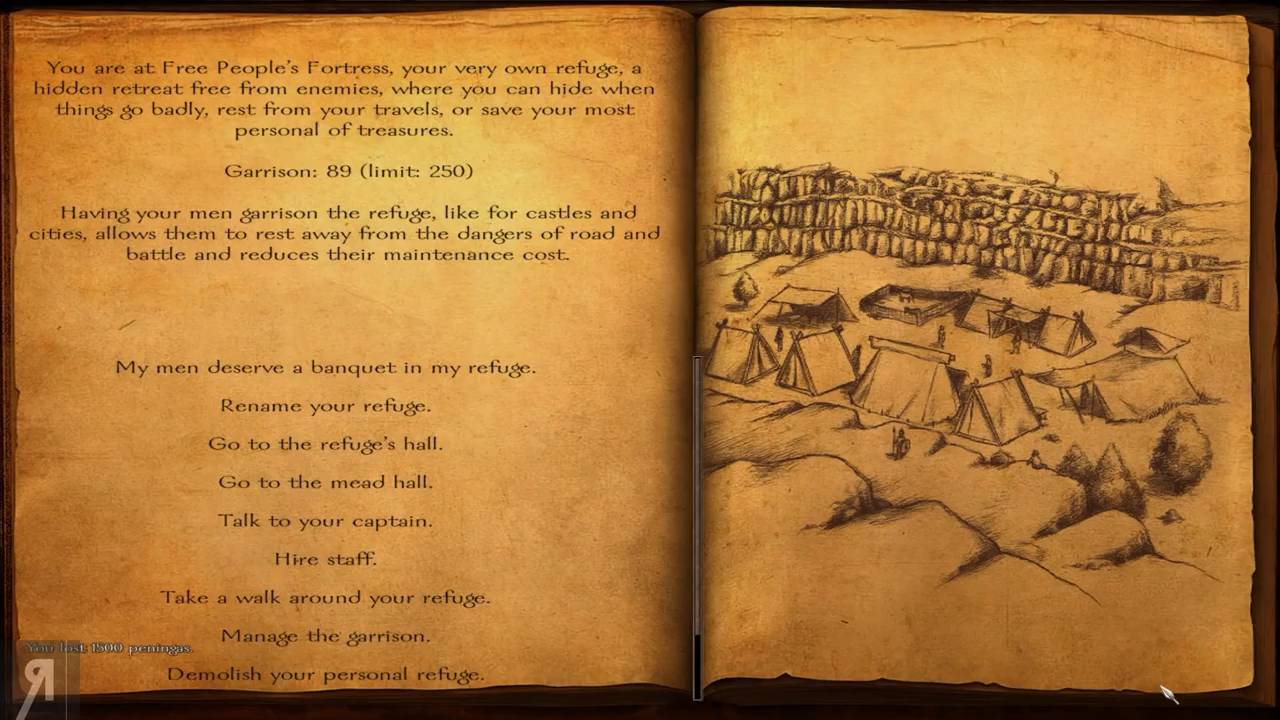 You are at Free People's Fortress, your very own refuge, a
hidden retreat free from enemies, where you can hide when
things go badly, rest from your travels, or save your most
personal of treasures.
Garrison: 89 (limit: 250)
Having your men garrison the refuge, like for castles and
cities, allows them to rest away from the dangers of road and
battle and reduces their maintenance cost.
My men deserve a banquet in my refuge.
Rename your refuge.
Go to the refuge's hall.
Go to the mead hall.
Talk to your captain.
Hire staff.
Take a walk around your refuge.
Manage the garrison.
You lost 1500 peningas.
Demolish your personal refuge.
Я